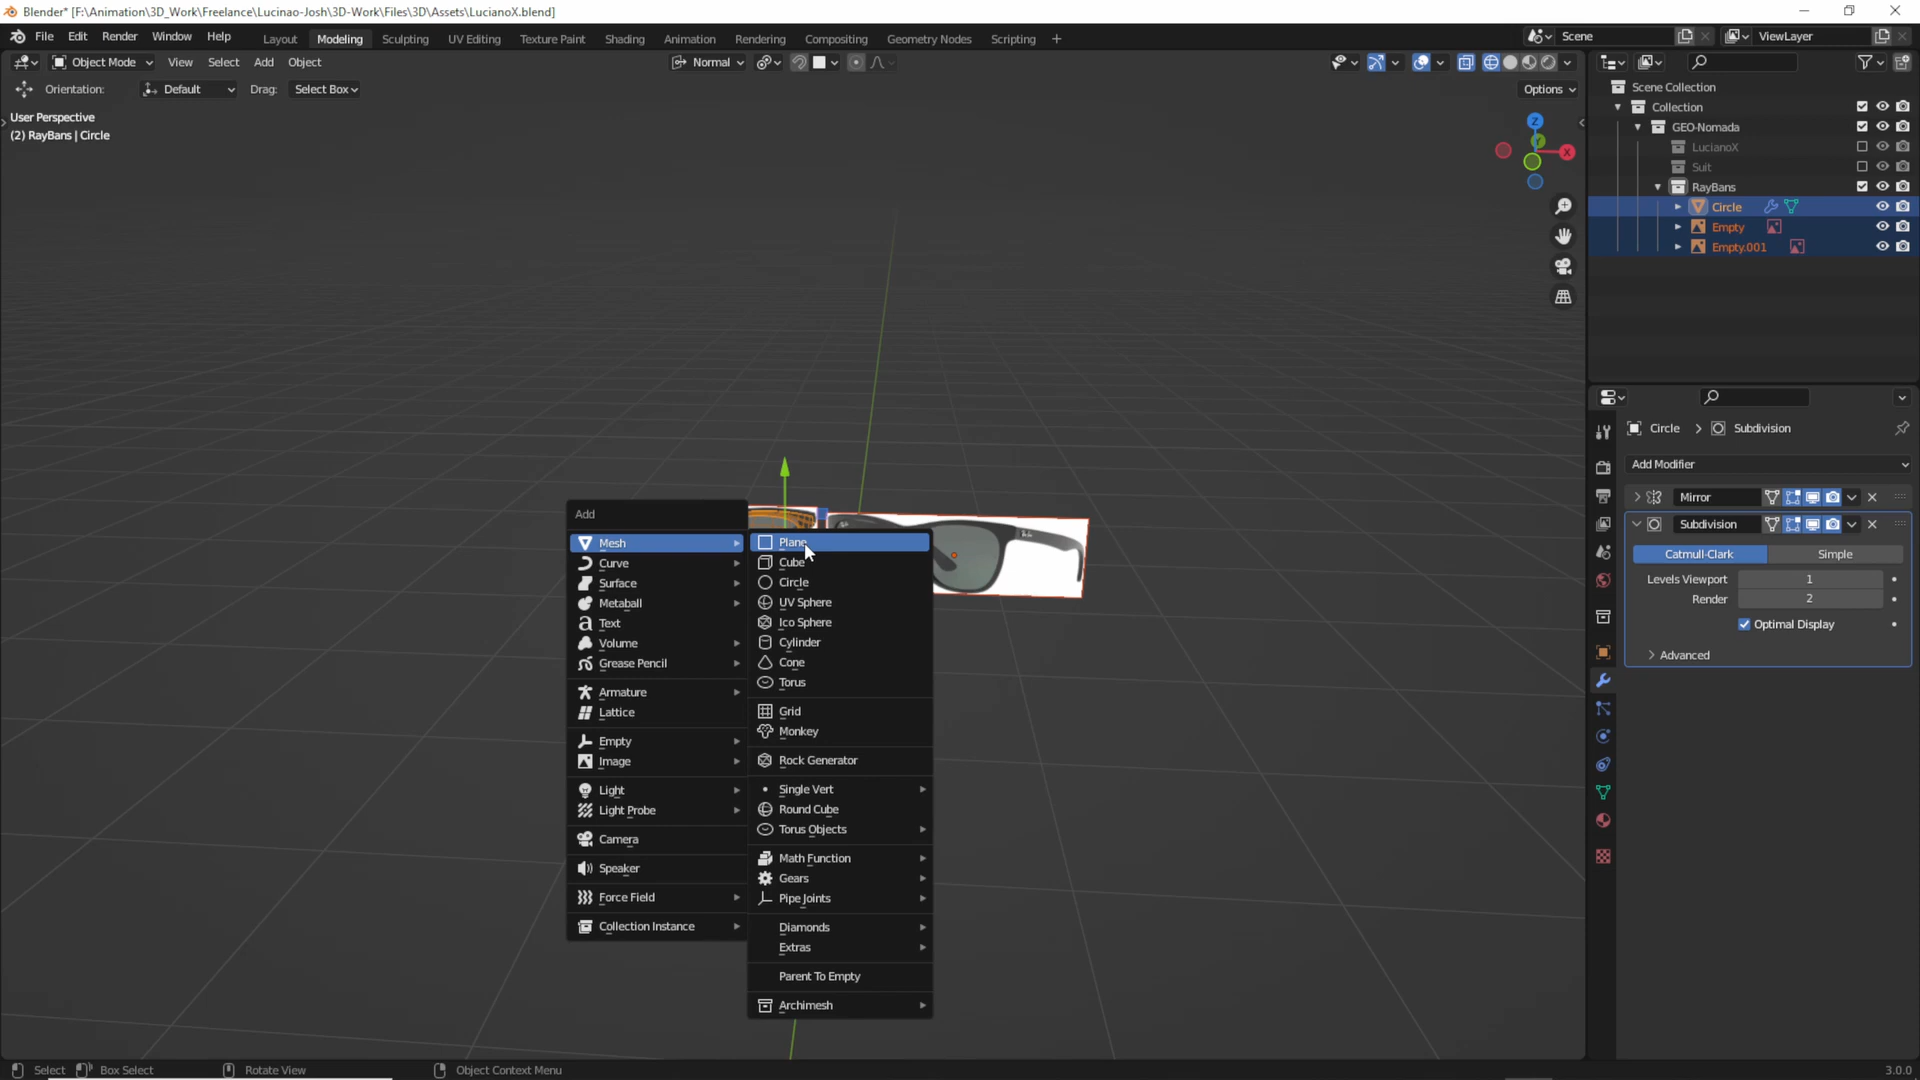 Blender* [F:\Animation\3D_Work\Freelance\Lucinao-Josh\3D-Work\Files\3D\Assets\LucianoX.blend]
File Edit Render Window Help
Layout Modeling Sculpting UV Editing Texture Paint Shading Animation Rendering Compositing Geometry Nodes Scripting +
Scene
ViewLayer
Object Mode View Select Add Object
Normal
Orientation: Default Drag: Select Box
Options
User Perspective
(2) RayBans | Circle
Z
Y
X
Scene Collection
Collection
GEO-Nomada
LucianoX
Suit
RayBans
Circle
Empty
Empty.001
Circle > Subdivision
Add Modifier
Mirror
Subdivision
Catmull-Clark Simple
Levels Viewport 1
Render 2
Optimal Display
Advanced
Add
Mesh
Curve
Surface
Metaball
Text
Volume
Grease Pencil
Armature
Lattice
Empty
Image
Light
Light Probe
Camera
Speaker
Force Field
Collection Instance
Plane
Cube
Circle
UV Sphere
Ico Sphere
Cylinder
Cone
Torus
Grid
Monkey
Rock Generator
Single Vert
Round Cube
Torus Objects
Math Function
Gears
Pipe Joints
Diamonds
Extras
Parent To Empty
Archimesh
Select Box Select Rotate View Object Context Menu
3.0.0